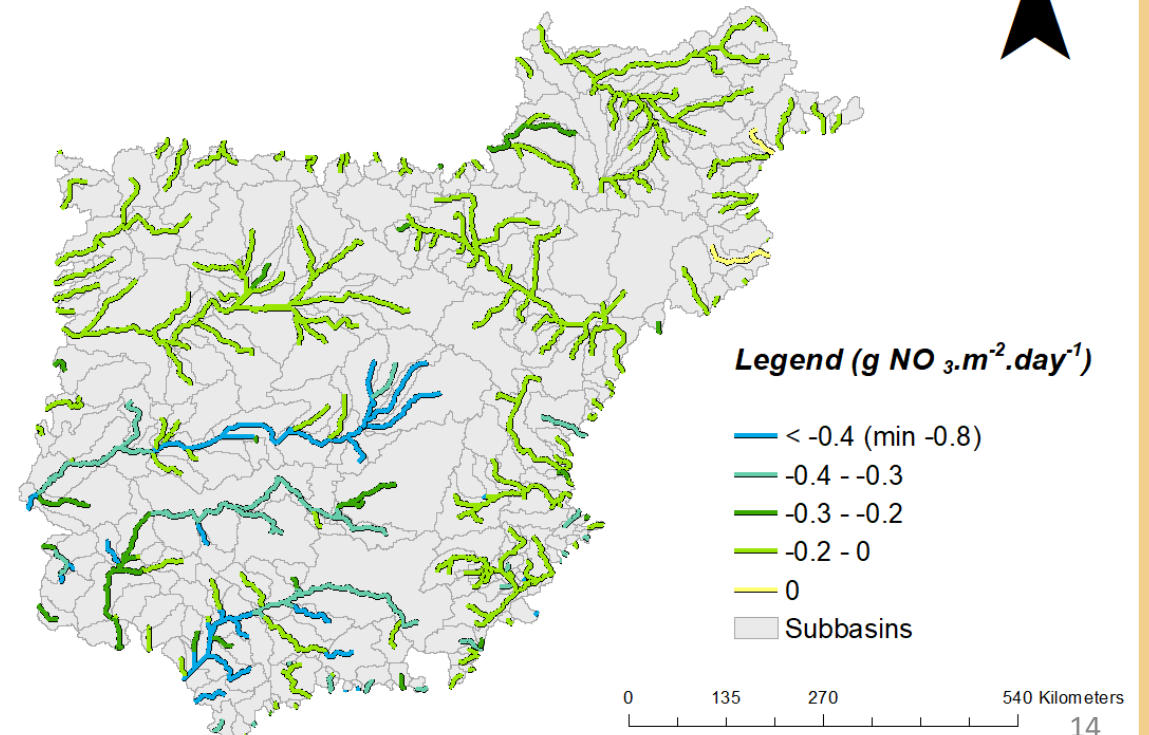 Legend (g NO 3.m-2.day-1)
< -0.4 (min -0.8)
-0.4 - -0.3
-0.3 - -0.2
-0.2 - 0
0
Subbasins
0 135 270 540 Kilometers
14